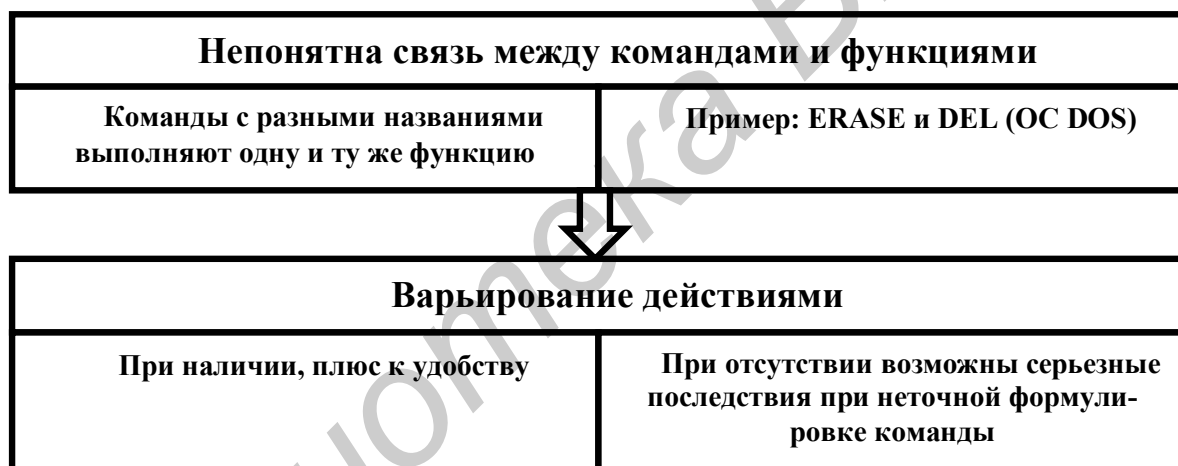 Непонятна связь между командами и функциями
Команды с разными названиями
выполняют одну и ту же функцию
Пример: ERASE и DEL (ОС DOS)
Варьирование действиями
При наличии, плюс к удобству
При отсутствии возможны серьезные
последствия при неточной формули-
ровке команды